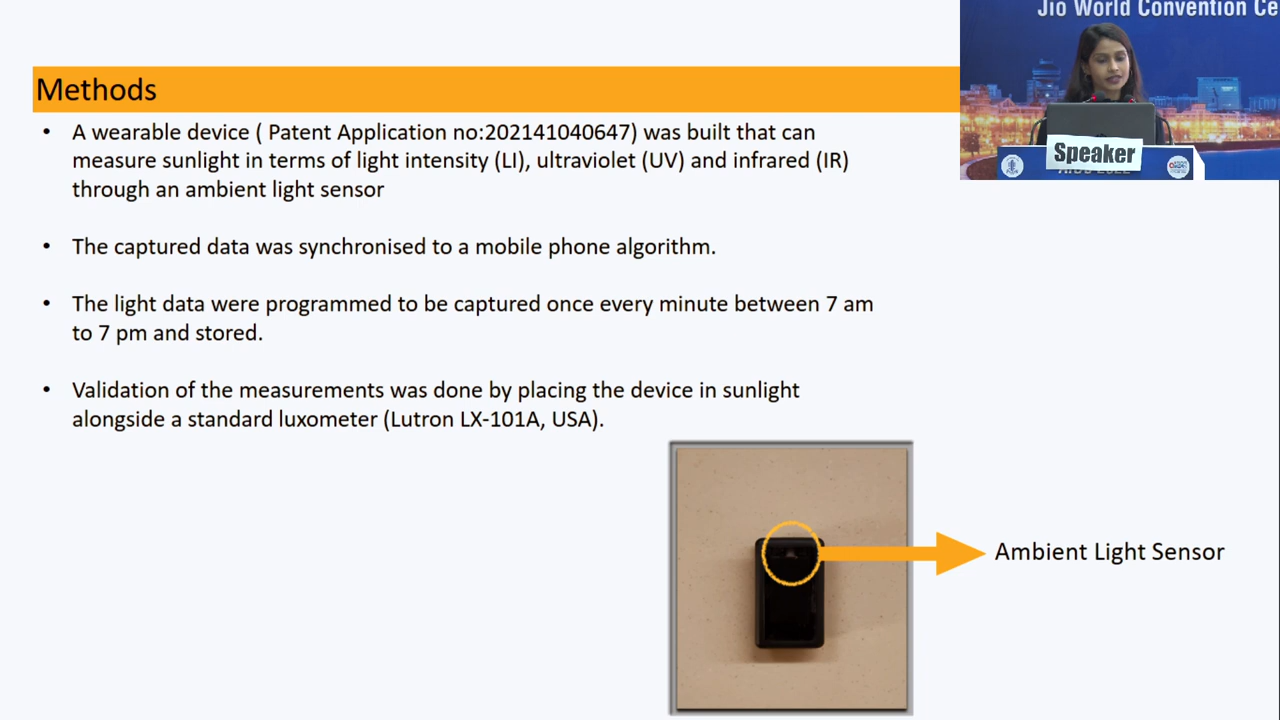 Jio World Convention Ce
Methods
• A wearable device ( Patent Application no:202141040647) was built that can
measure sunlight in terms of light intensity (LI), ultraviolet (UV) and infrared (IR)
through an ambient light sensor
• The captured data was synchronised to a mobile phone algorithm.
• The light data were programmed to be captured once every minute between 7 am
to 7 pm and stored.
• Validation of the measurements was done by placing the device in sunlight
alongside a standard luxometer (Lutron LX-101A, USA).
Speaker
Ambient Light Sensor